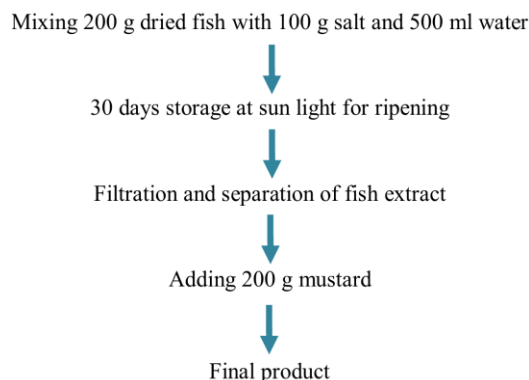 Mixing 200 g dried fish with 100 g salt and 500 ml water
30 days storage at sun light for ripening
Filtration and separation of fish extract
Adding 200 g mustard
Final product